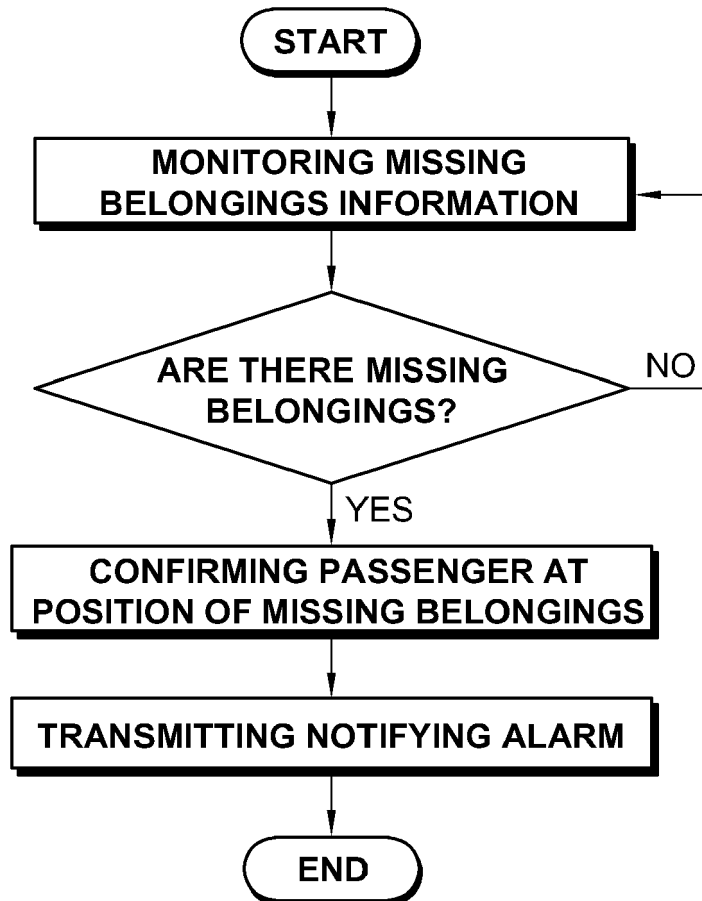 START
MONITORING MISSING
BELONGINGS INFORMATION
ARE THERE MISSING
BELONGINGS?
NO
YES
CONFIRMING PASSENGER AT
POSITION OF MISSING BELONGINGS
TRANSMITTING NOTIFYING ALARM
END